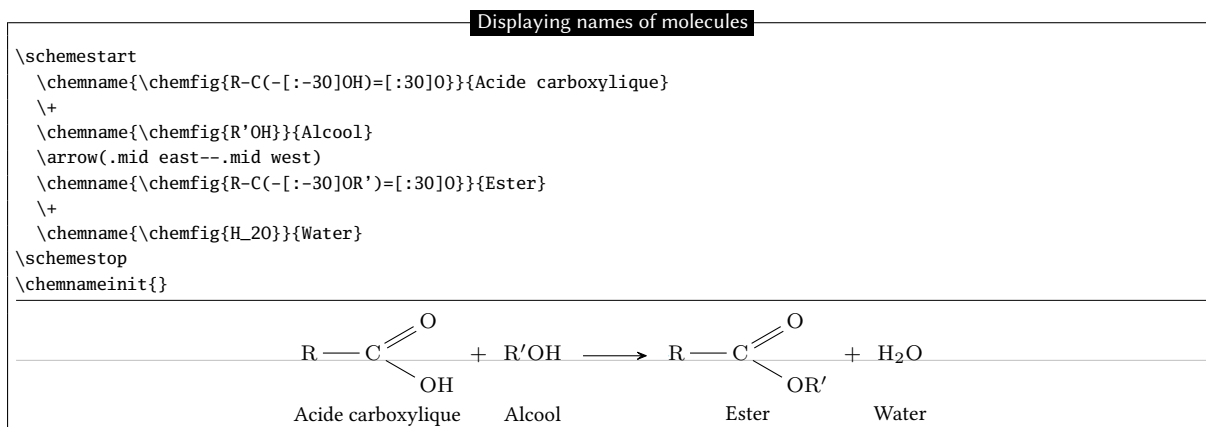 Displaying names of molecules
\schemestart
\chemname{\chemfig{R-C(-[:-30]OH)=[:30]O}}{Acide carboxylique}
\+
\chemname{\chemfig{R’OH}}{Alcool}
\arrow(.mid east--.mid west)
\chemname{\chemfig{R-C(-[:-30]OR’)=[:30]O}}{Ester}
\+
\chemname{\chemfig{H_2O}}{Water}
\schemestop
\chemnameinit{}
O O
R C + R′OH R C + H₂O
OH OR′
Acide carboxylique Alcool Ester Water